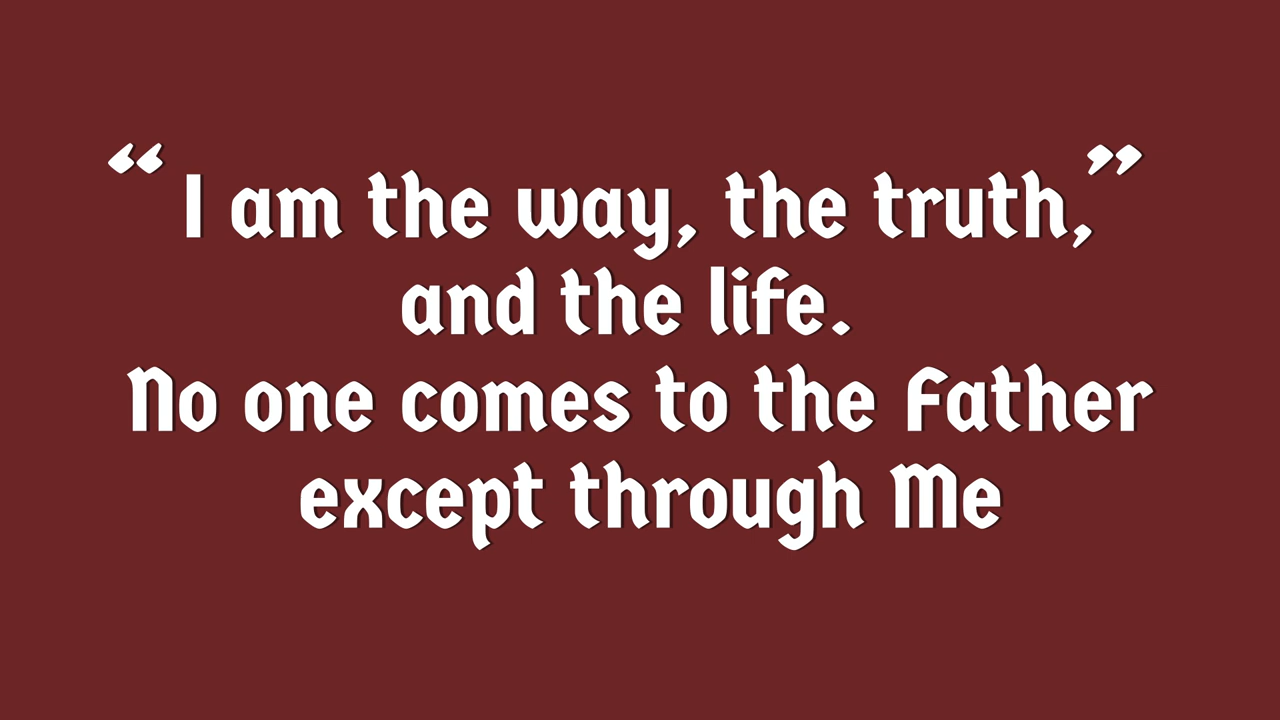 “I am the way, the truth,”
and the life.
No one comes to the Father
except through Me